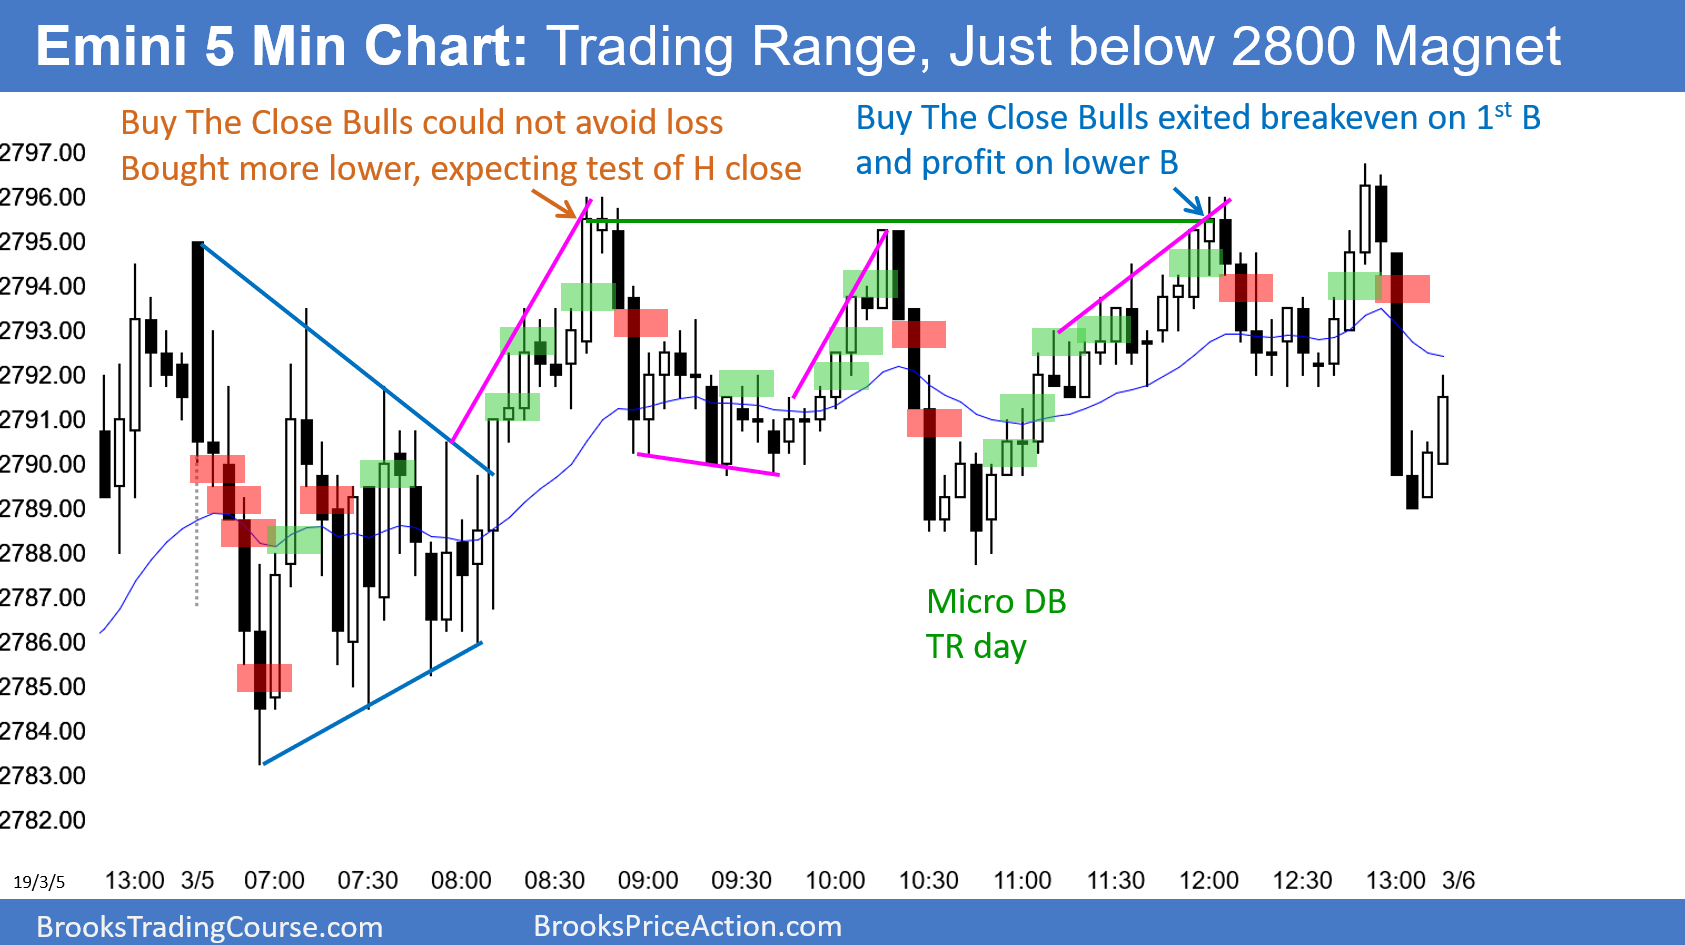 Emini 5 Min Chart: Trading Range, Just below 2800 Magnet
Buy The Close Bulls could not avoid loss
Bought more lower, expecting test of H close
Buy The Close Bulls exited breakeven on 1st B
and profit on lower B
2797.00
2796.00
2795.00
2794.00
2793.00
2792.00
2791.00
2790.00
2789.00
2788.00
2787.00
2786.00
2785.00
2784.00
2783.00
2782.00
Micro DB
TR day
19/3/5 13:00 3/5 07:00 07:30 08:00 08:30 09:00 09:30 10:00 10:30 11:00 11:30 12:00 12:30 13:00 3/6
BrooksTradingCourse.com BrooksPriceAction.com